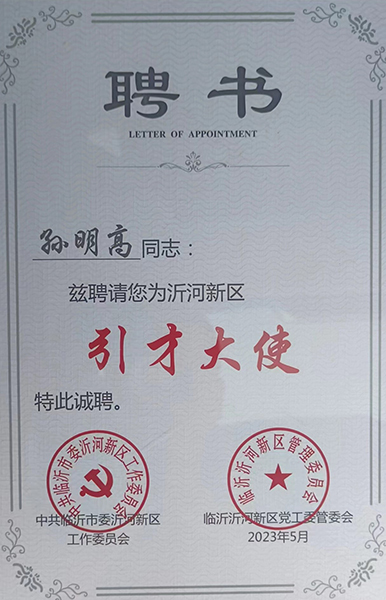 聘书
LETTER OF APPOINTMENT
孙明高同志：
兹聘请您为沂河新区
引才大使
特此诚聘。
中共临沂市委沂河新区工作委员会
临沂沂河新区管理委员会
中共临沂市委沂河新区
工作委员会
临沂沂河新区党工委管委会
2023年5月